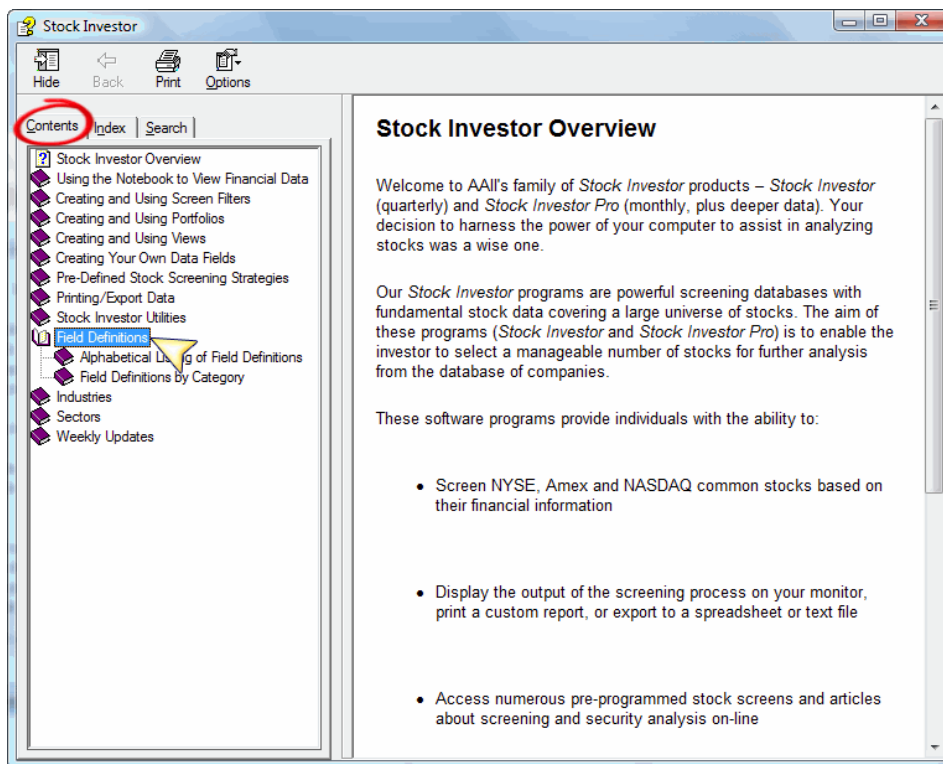 Stock Investor
Hide
Back
Print
Options
Contents
Index
Search
Stock Investor Overview
Using the Notebook to View Financial Data
Creating and Using Screen Filters
Creating and Using Portfolios
Creating and Using Views
Creating Your Own Data Fields
Pre-Defined Stock Screening Strategies
Printing/Export Data
Stock Investor Utilities
Field Definitions
Alphabetical of Field Definitions
Field Definitions by Category
Industries
Sectors
Weekly Updates
Stock Investor Overview
Welcome to AAII's family of Stock Investor products – Stock Investor
(quarterly) and Stock Investor Pro (monthly, plus deeper data). Your
decision to harness the power of your computer to assist in analyzing
stocks was a wise one.
Our Stock Investor programs are powerful screening databases with
fundamental stock data covering a large universe of stocks. The aim of
these programs (Stock Investor and Stock Investor Pro) is to enable the
investor to select a manageable number of stocks for further analysis
from the database of companies.
These software programs provide individuals with the ability to:
• Screen NYSE, Amex and NASDAQ common stocks based on
their financial information
• Display the output of the screening process on your monitor,
print a custom report, or export to a spreadsheet or text file
• Access numerous pre-programmed stock screens and articles
about screening and security analysis on-line